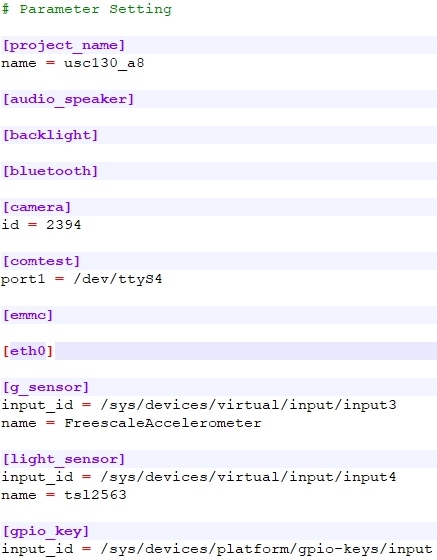 # Parameter Setting
[project_name]
name = usc130_a8
[audio_speaker]
[backlight]
[bluetooth]
[camera]
id = 2394
[comtest]
port1 = /dev/ttyS4
[emmc]
[eth0]
[g_sensor]
input_id = /sys/devices/virtual/input/input3
name = FreescaleAccelerometer
[light_sensor]
input_id = /sys/devices/virtual/input/input4
name = tsl2563
[gpio_key]
input_id = /sys/devices/platform/gpio-keys/input